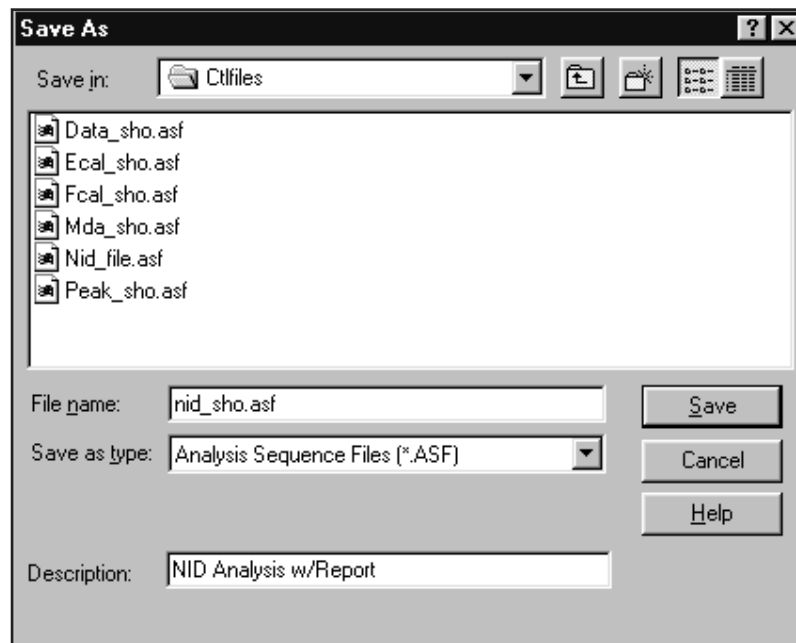 Save As
Save in: Ctlfiles
Data_sho.asf
Ecal_sho.asf
Fcal_sho.asf
Mda_sho.asf
Nid_file.asf
Peak_sho.asf
File name: nid_sho.asf Save
Save as type: Analysis Sequence Files (*.ASF) Cancel
Help
Description: NID Analysis w/Report